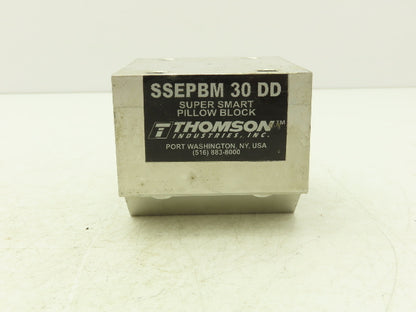 SSEPBM 30 DD
SUPER SMART
PILLOW BLOCK
THOMSON™
INDUSTRIES, INC.
PORT WASHINGTON, NY. USA
(516) 883-8000